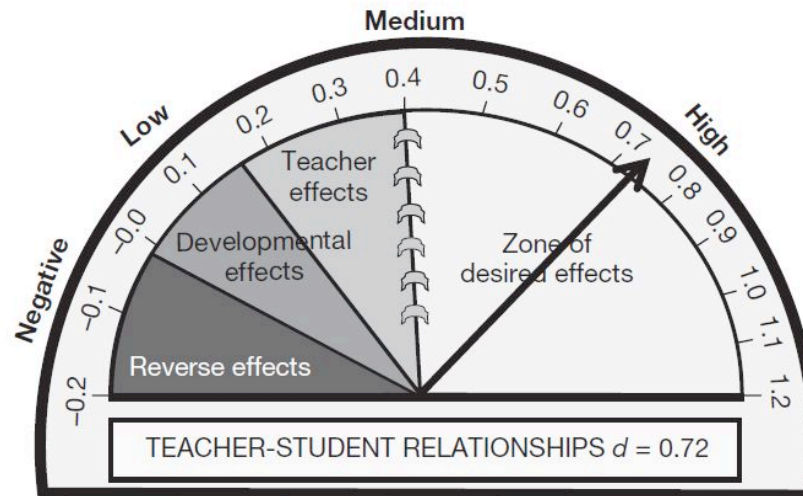 Medium
Low
High
Negative
-0.2
-0.1
-0.0
0.1
0.2
0.3
0.4
0.5
0.6
0.7
0.8
0.9
1.0
1.1
1.2
Teacher
effects
Developmental
effects
Reverse effects
Zone of
desired effects
TEACHER-STUDENT RELATIONSHIPS d = 0.72